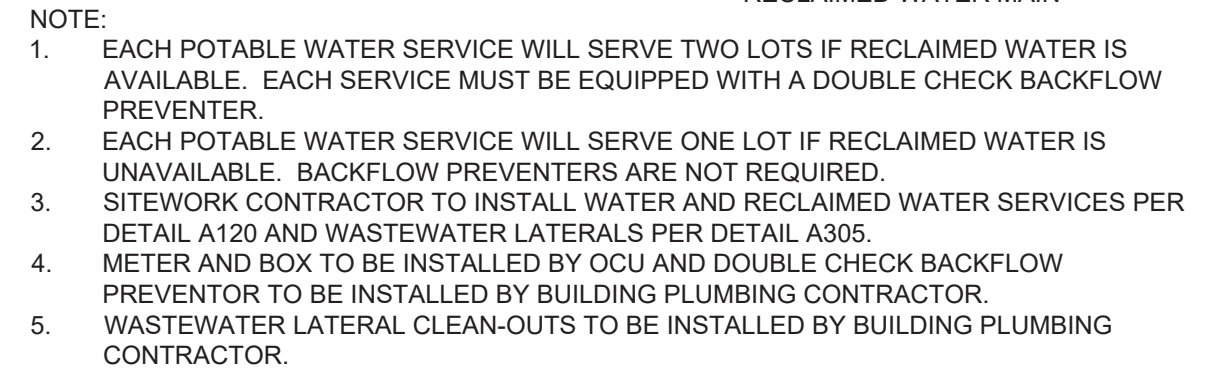 RECLAIMED WATER MAIN
NOTE:
1. EACH POTABLE WATER SERVICE WILL SERVE TWO LOTS IF RECLAIMED WATER IS
AVAILABLE. EACH SERVICE MUST BE EQUIPPED WITH A DOUBLE CHECK BACKFLOW
PREVENTER.
2. EACH POTABLE WATER SERVICE WILL SERVE ONE LOT IF RECLAIMED WATER IS
UNAVAILABLE. BACKFLOW PREVENTERS ARE NOT REQUIRED.
3. SITEWORK CONTRACTOR TO INSTALL WATER AND RECLAIMED WATER SERVICES PER
DETAIL A120 AND WASTEWATER LATERALS PER DETAIL A305.
4. METER AND BOX TO BE INSTALLED BY OCU AND DOUBLE CHECK BACKFLOW
PREVENTOR TO BE INSTALLED BY BUILDING PLUMBING CONTRACTOR.
5. WASTEWATER LATERAL CLEAN-OUTS TO BE INSTALLED BY BUILDING PLUMBING
CONTRACTOR.